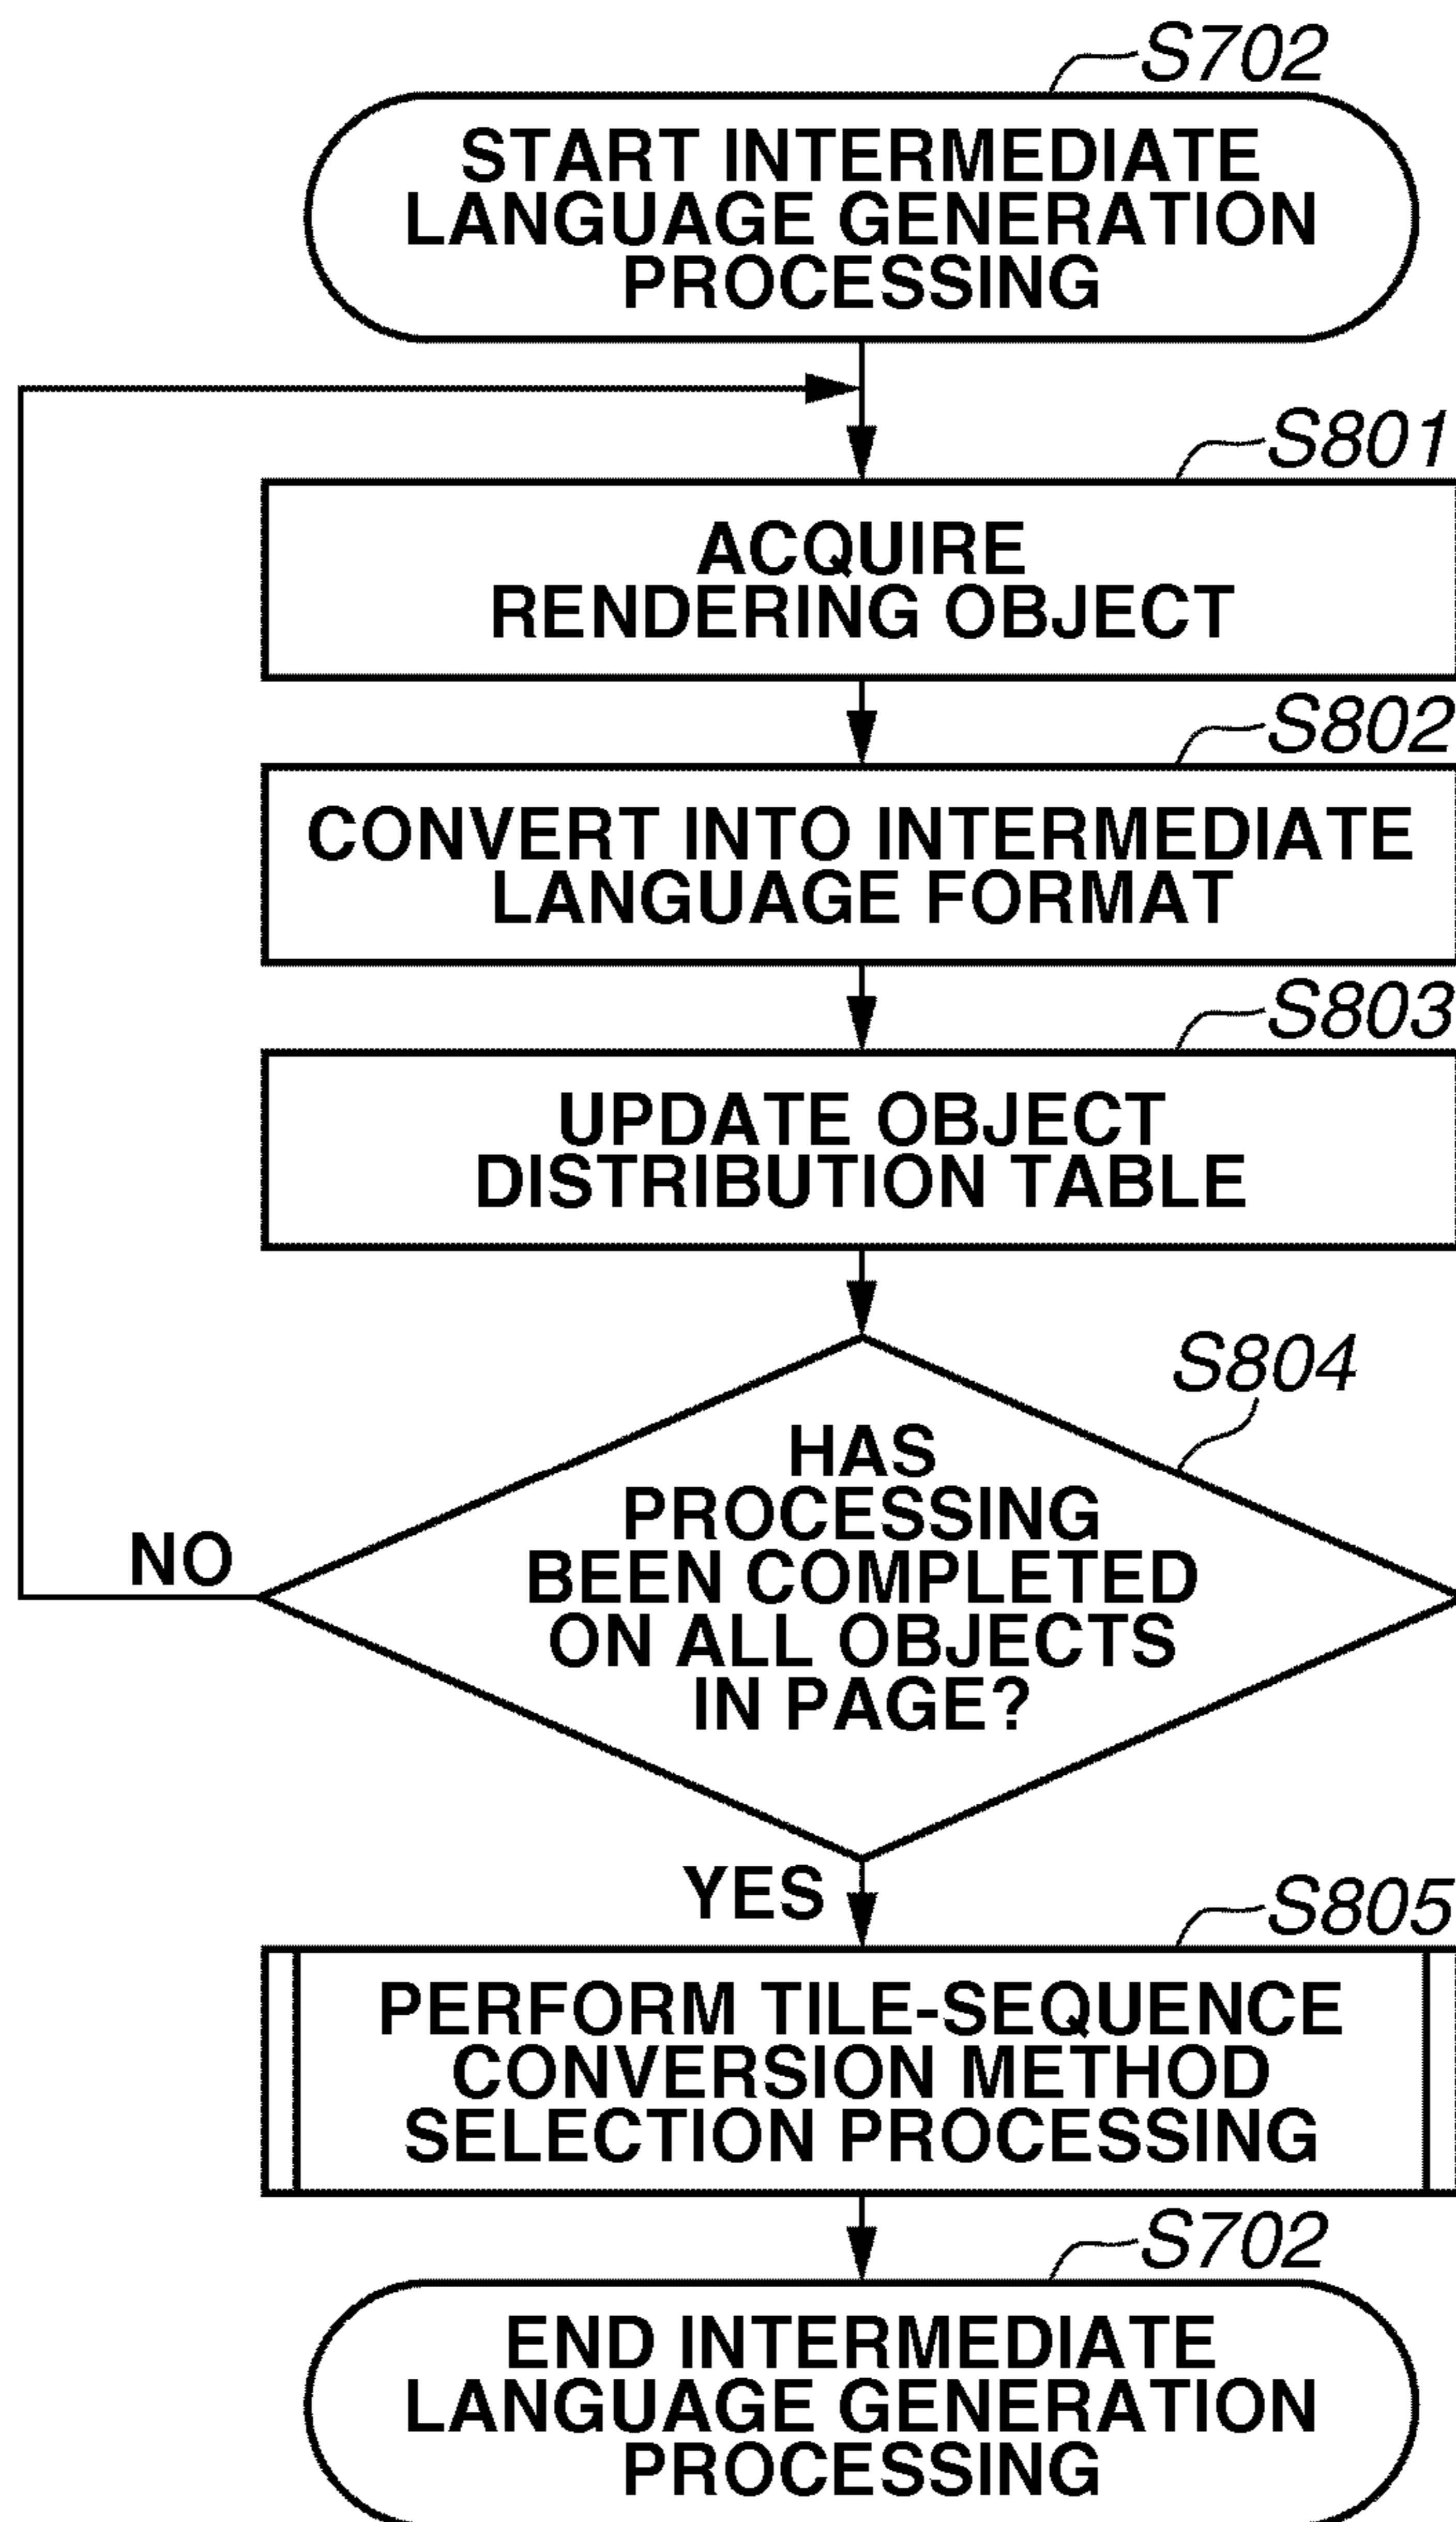 S702
START INTERMEDIATE
LANGUAGE GENERATION
PROCESSING
S801
ACQUIRE
RENDERING OBJECT
S802
CONVERT INTO INTERMEDIATE
LANGUAGE FORMAT
S803
UPDATE OBJECT
DISTRIBUTION TABLE
S804
HAS
PROCESSING
BEEN COMPLETED
ON ALL OBJECTS
IN PAGE?
NO
YES
S805
PERFORM TILE-SEQUENCE
CONVERSION METHOD
SELECTION PROCESSING
S702
END INTERMEDIATE
LANGUAGE GENERATION
PROCESSING